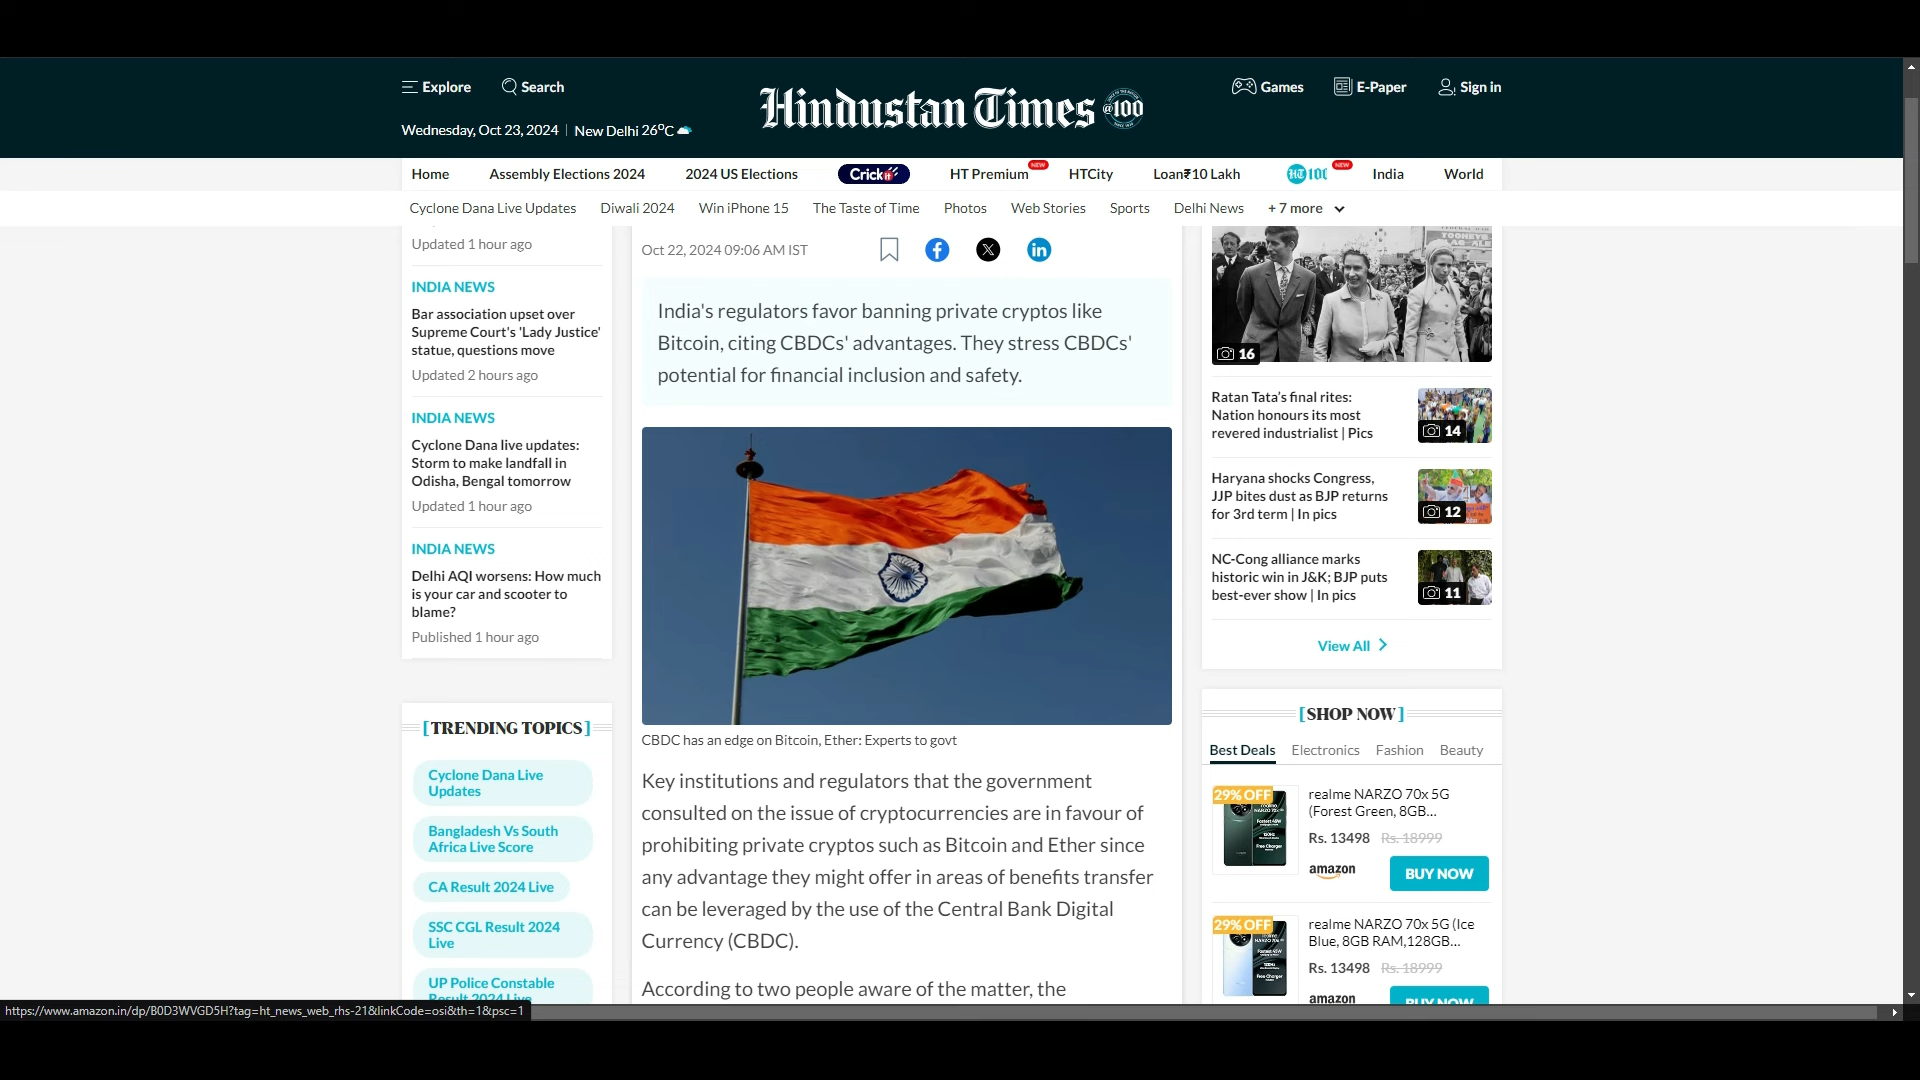 Explore
Search
Hindustan Times @100
Games
E-Paper
Sign in
Wednesday, Oct 23, 2024
New Delhi 26°C
Home
Assembly Elections 2024
2024 US Elections
Crickit
HT Premium
NEW
HTCity
Loan₹10 Lakh
HT100
NEW
India
World
Cyclone Dana Live Updates
Diwali 2024
Win iPhone 15
The Taste of Time
Photos
Web Stories
Sports
Delhi News
+ 7 more
Updated 1 hour ago
INDIA NEWS
Bar association upset over
Supreme Court's 'Lady Justice'
statue, questions move
Updated 2 hours ago
INDIA NEWS
Cyclone Dana live updates:
Storm to make landfall in
Odisha, Bengal tomorrow
Updated 1 hour ago
INDIA NEWS
Delhi AQI worsens: How much
is your car and scooter to
blame?
Published 1 hour ago
[TRENDING TOPICS]
Cyclone Dana Live
Updates
Bangladesh Vs South
Africa Live Score
CA Result 2024 Live
SSC CGL Result 2024
Live
UP Police Constable
Result 2024 Live
Oct 22, 2024 09:06 AM IST
India's regulators favor banning private cryptos like
Bitcoin, citing CBDCs' advantages. They stress CBDCs'
potential for financial inclusion and safety.
CBDC has an edge on Bitcoin, Ether: Experts to govt
Key institutions and regulators that the government
consulted on the issue of cryptocurrencies are in favour of
prohibiting private cryptos such as Bitcoin and Ether since
any advantage they might offer in areas of benefits transfer
can be leveraged by the use of the Central Bank Digital
Currency (CBDC).
According to two people aware of the matter, the
16
Ratan Tata's final rites:
Nation honours its most
revered industrialist | Pics
14
Haryana shocks Congress,
JJP bites dust as BJP returns
for 3rd term | In pics
12
NC-Cong alliance marks
historic win in J&K; BJP puts
best-ever show | In pics
11
View All
[SHOP NOW]
Best Deals
Electronics
Fashion
Beauty
29% OFF
realme NARZO 70x 5G
(Forest Green, 8GB...
Rs. 13498 Rs. 18999
amazon
BUY NOW
29% OFF
realme NARZO 70x 5G (Ice
Blue, 8GB RAM,128GB...
Rs. 13498 Rs. 18999
amazon
BUY NOW
https://www.amazon.in/dp/B0D3WVGD5H?tag=ht_news_web_rhs-21&linkCode=osi&th=1&psc=1